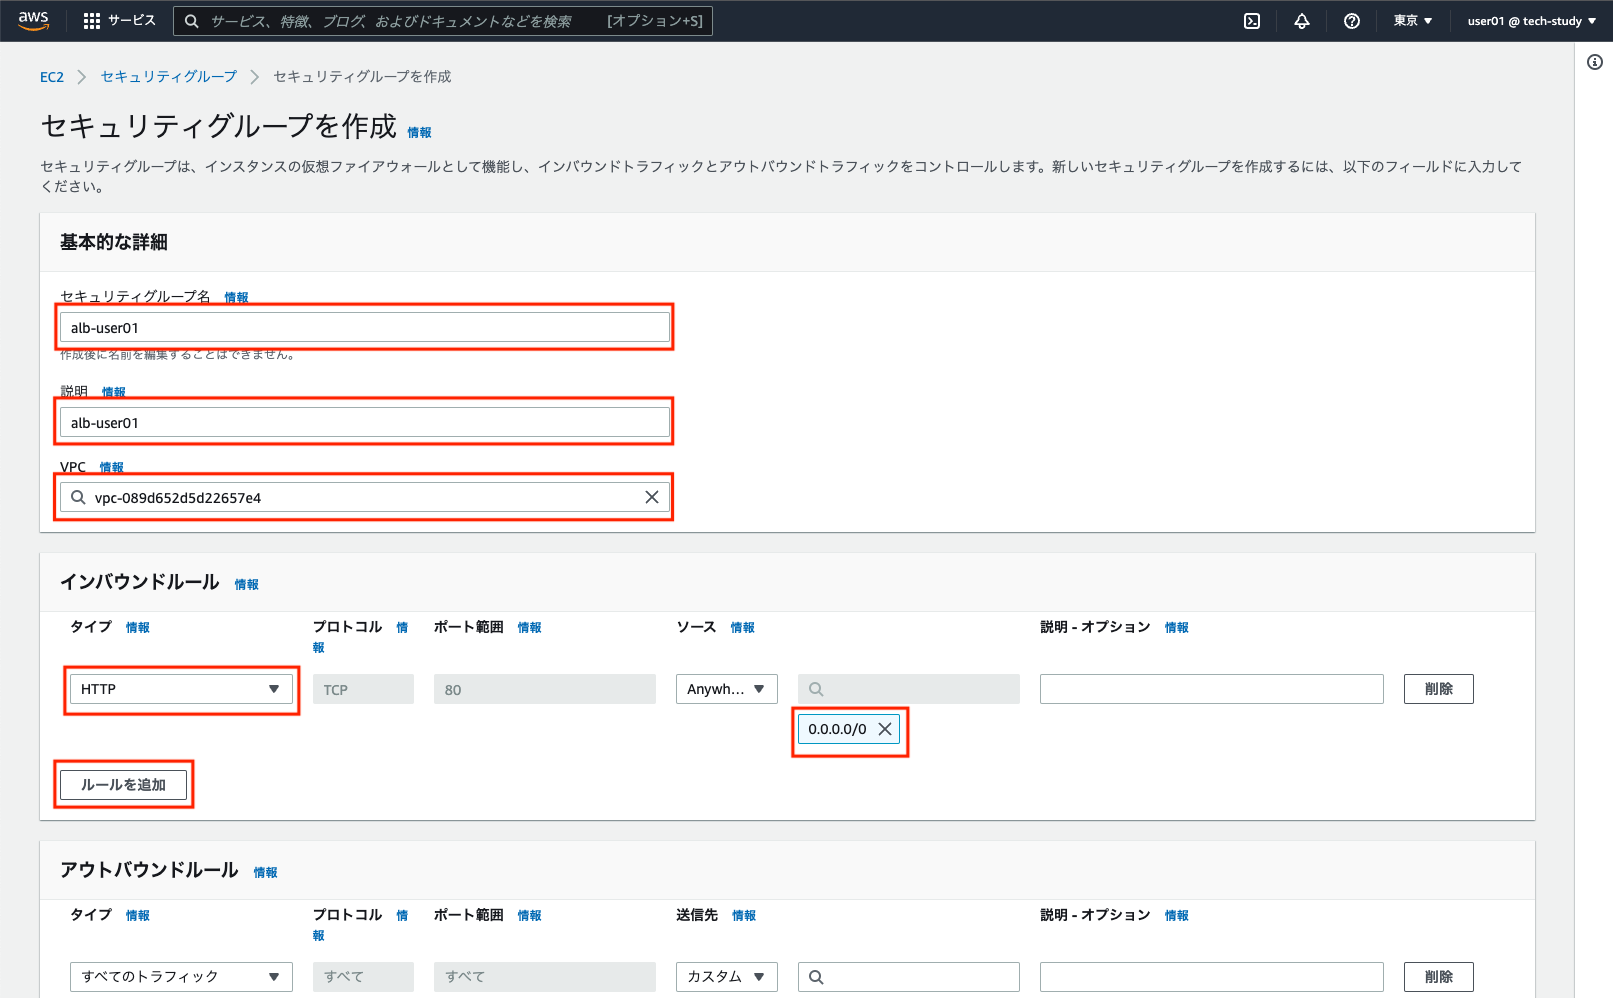 aws サービス サービス、特徴、ブログ、およびドキュメントなどを検索 [オプション+S] 東京 user01 @ tech-study
EC2 セキュリティグループ セキュリティグループを作成
セキュリティグループを作成 情報
セキュリティグループは、インスタンスの仮想ファイアウォールとして機能し、インバウンドトラフィックとアウトバウンドトラフィックをコントロールします。新しいセキュリティグループを作成するには、以下のフィールドに入力して
ください。
基本的な詳細
セキュリティグループ名 情報
alb-user01
作成後に名前を編集することはできません。
説明 情報
alb-user01
VPC 情報
vpc-089d652d5d22657e4
インバウンドルール 情報
タイプ 情報 プロトコル 情 ポート範囲 情報 ソース 情報 説明 - オプション 情報
報
HTTP TCP 80 Anywh... 削除
0.0.0.0/0
ルールを追加
アウトバウンドルール 情報
タイプ 情報 プロトコル 情 ポート範囲 情報 送信先 情報 説明 - オプション 情報
報
すべてのトラフィック すべて すべて カスタム 削除